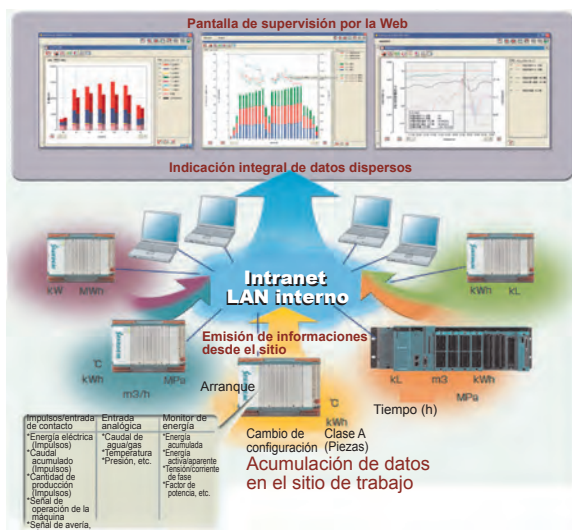 Pantalla de supervisión por la Web
Indicación integral de datos dispersos
Intranet
LAN interno
kW MWh
kWh kL
Emisión de informaciones
desde el sitio
°C
kWh
MPa
m3/h
Arranque
°C
kWh
kL m3 kWh
MPa
Tiempo (h)
Cambio de
configuración
Clase A
(Piezas)
Acumulación de datos
en el sitio de trabajo
Impulsos/entrada
de contacto
*Energía eléctrica
(Impulsos)
*Caudal
acumulado
(Impulsos)
*Cantidad de
producción
(Impulsos)
*Señal de
operación de la
máquina
*Señal de avería,
Entrada
analógica
*Caudal de
agua/gas
*Temperatura
*Presión, etc.
Monitor de
energía
*Energía
acumulada
*Energía
activa/aparente
*Tensión/corriente
de fase
*Factor de
potencia, etc.